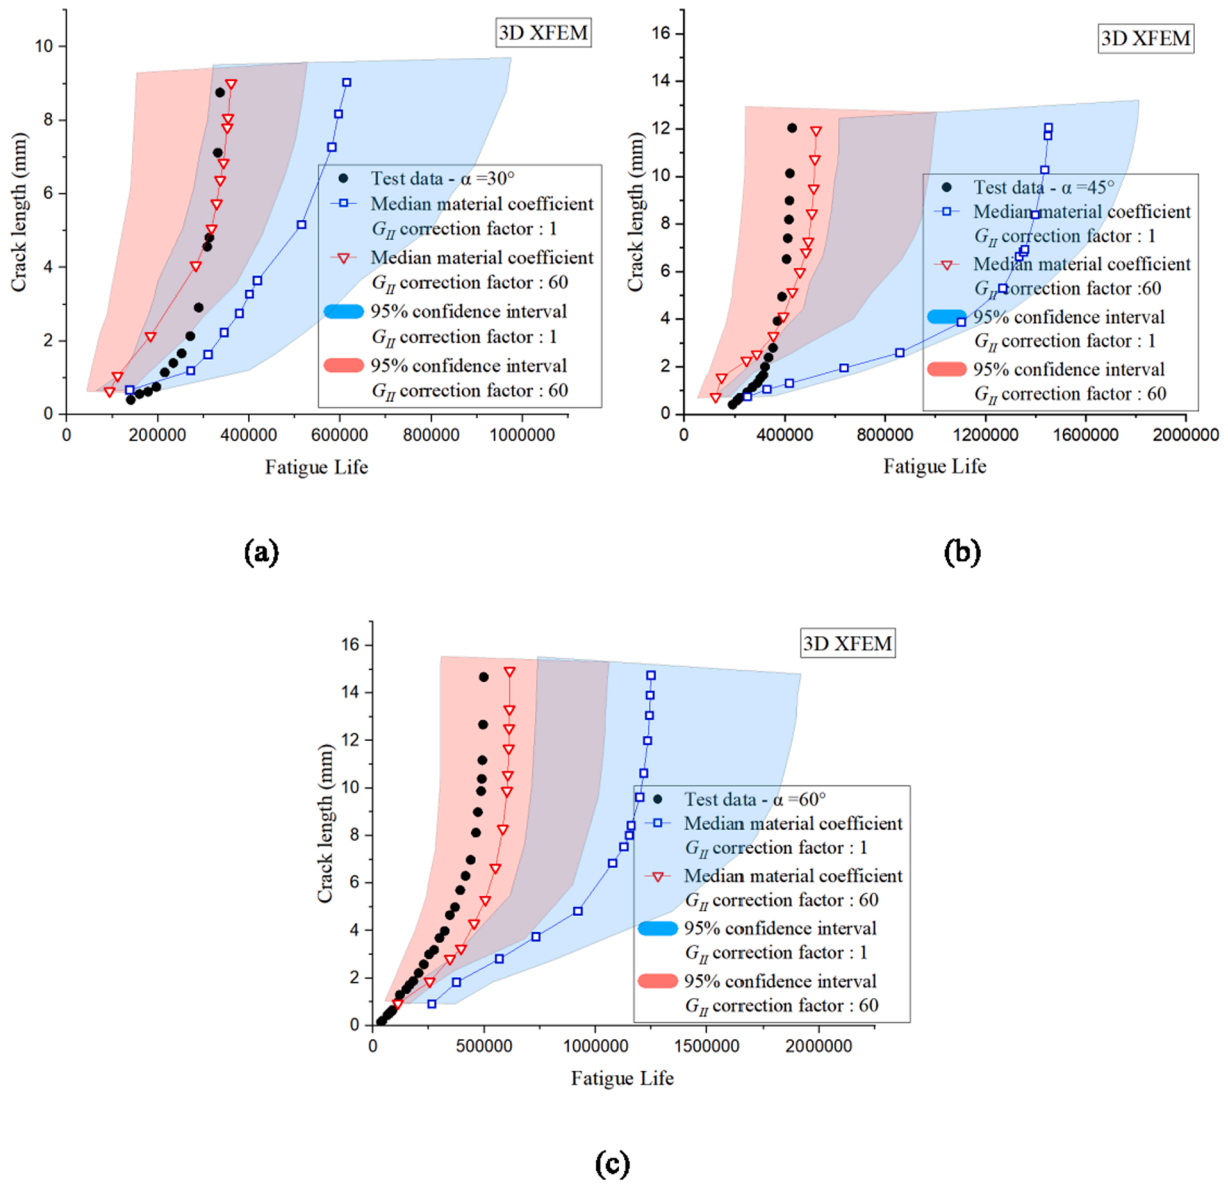 3D XFEM
10
8
6
4
2
0
Crack length (mm)
Test data - α =30°
Median material coefficient
G_II correction factor : 1
Median material coefficient
G_II correction factor : 60
95% confidence interval
G_II correction factor : 1
95% confidence interval
G_II correction factor : 60
0 200000 400000 600000 800000 1000000
Fatigue Life
(a)
3D XFEM
16
14
12
10
8
6
4
2
0
Crack length (mm)
Test data - α =45°
Median material coefficient
G_II correction factor : 1
Median material coefficient
G_II correction factor :60
95% confidence interval
G_II correction factor : 1
95% confidence interval
G_II correction factor : 60
0 400000 800000 1200000 1600000 2000000
Fatigue Life
(b)
3D XFEM
16
14
12
10
8
6
4
2
0
Crack length (mm)
Test data - α =60°
Median material coefficient
G_II correction factor : 1
Median material coefficient
G_II correction factor : 60
95% confidence interval
G_II correction factor : 1
95% confidence interval
G_II correction factor : 60
0 500000 1000000 1500000 2000000
Fatigue Life
(c)